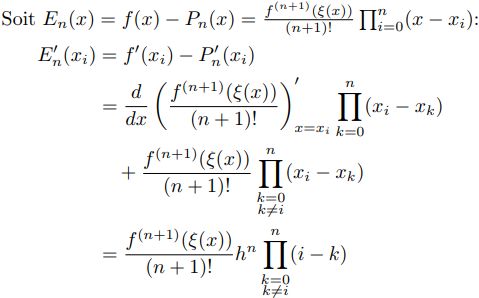 Soit $E_n(x) = f(x) - P_n(x) = \frac{f^{(n+1)}(\xi(x))}{(n+1)!} \prod_{i=0}^{n}(x - x_i)$:
$E'_n(x_i) = f'(x_i) - P'_n(x_i)$
$= \frac{d}{dx} \left( \frac{f^{(n+1)}(\xi(x))}{(n+1)!} \right)'_{x=x_i} \prod_{k=0}^{n} (x_i - x_k)$
$+ \frac{f^{(n+1)}(\xi(x))}{(n+1)!} \prod_{\substack{k=0 \\ k \neq i}}^{n} (x_i - x_k)$
$= \frac{f^{(n+1)}(\xi(x))}{(n+1)!} h^n \prod_{\substack{k=0 \\ k \neq i}}^{n} (i - k)$